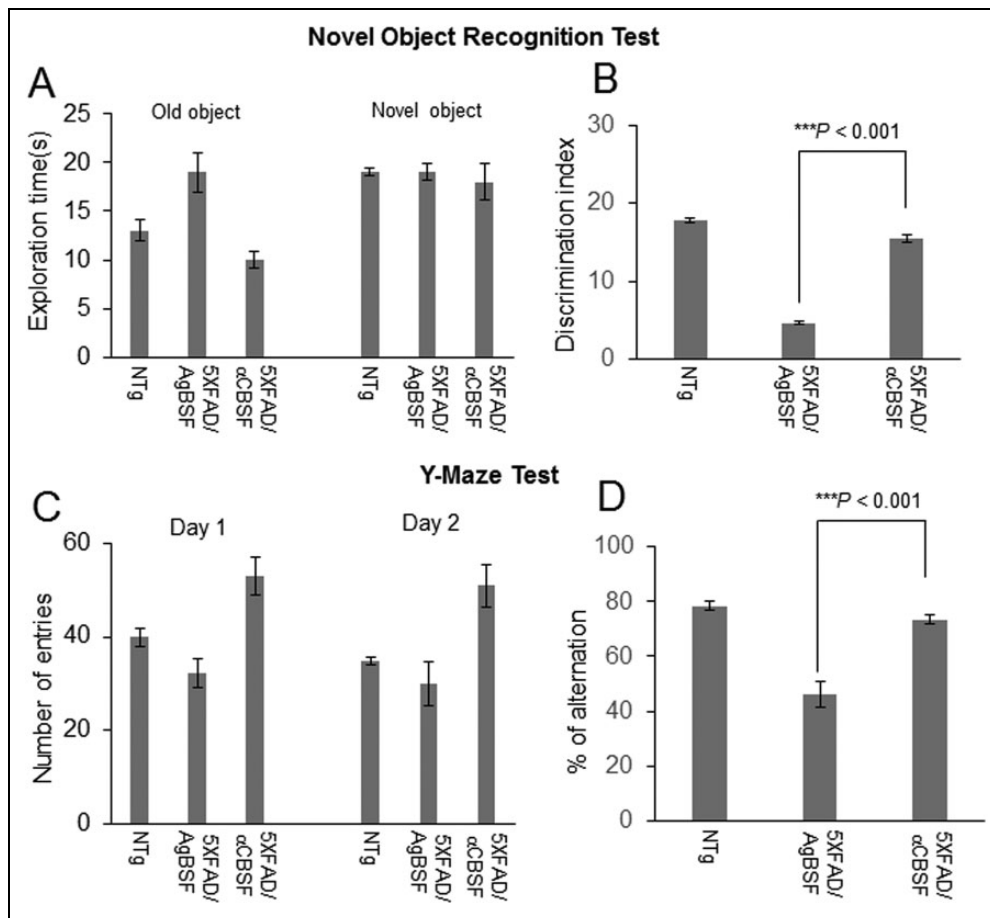 Novel Object Recognition Test
A
Old object
Novel object
Exploration time(s)
25
20
15
10
5
0
NTg
5XFAD/
AgBSF
5XFAD/
αCBSF
NTg
5XFAD/
AgBSF
5XFAD/
αCBSF
B
***P < 0.001
Discrimination index
30
20
10
0
NTg
5XFAD/
AgBSF
5XFAD/
αCBSF
Y-Maze Test
C
Day 1
Day 2
Number of entries
60
40
20
0
NTg
5XFAD/
AgBSF
5XFAD/
αCBSF
NTg
5XFAD/
AgBSF
5XFAD/
αCBSF
D
***P < 0.001
% of alternation
100
80
60
40
20
0
NTg
5XFAD/
AgBSF
5XFAD/
αCBSF